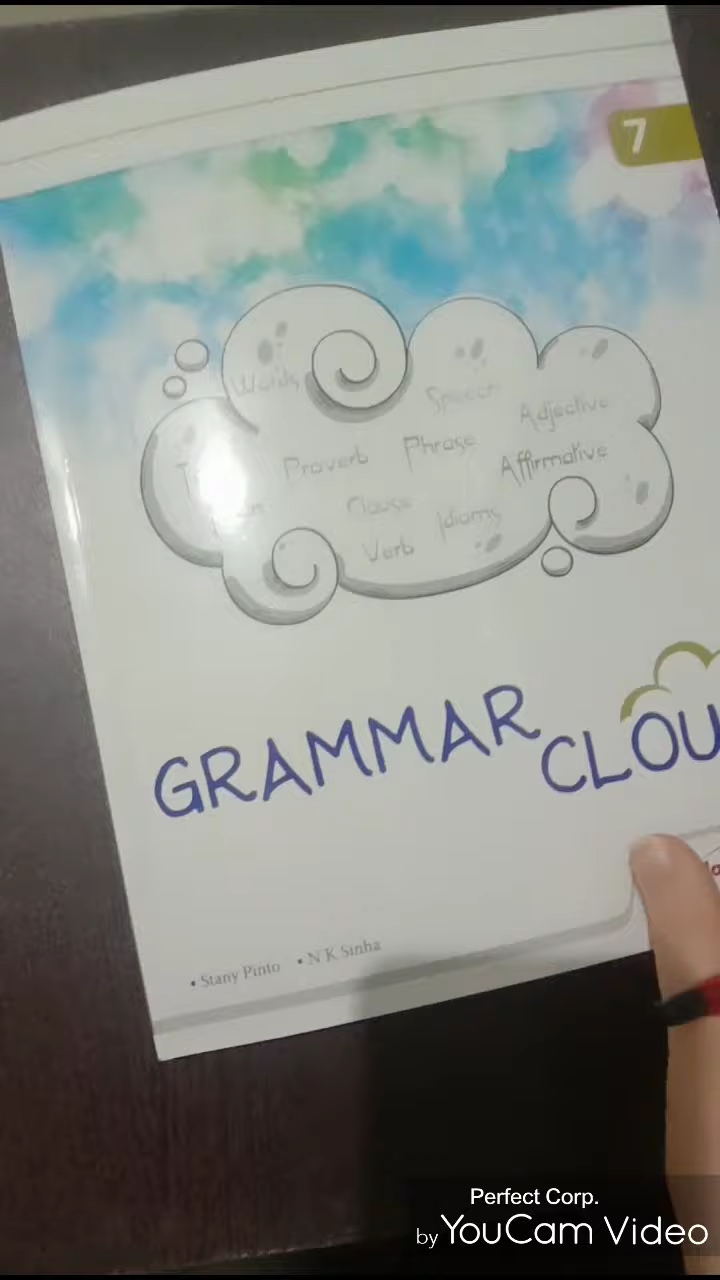 7
Words
Speech
Adjective
Proverb Phrase
Affirmative
Clause
Idioms
Verb
GRAMMAR
CLOU
• Stany Pinto • N K Sinha
Perfect Corp.
by YouCam Video